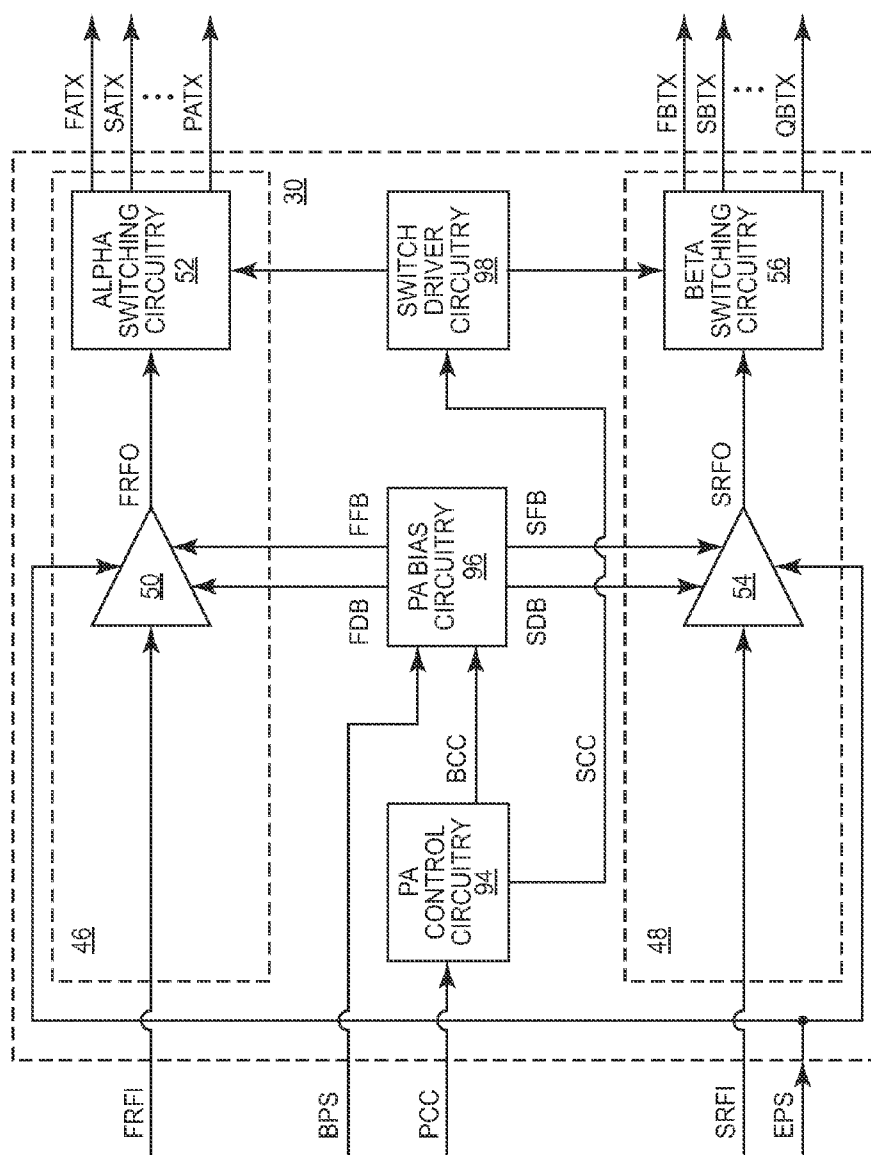 FRFI
BPS
PCC
SRFI
EPS
46
50
FRFO
ALPHA
SWITCHING
CIRCUITRY
52
FATX
SATX
PATX
30
FDB
FFB
PA BIAS
CIRCUITRY
96
SDB
SFB
BCC
SCC
PA
CONTROL
CIRCUITRY
94
SWITCH
DRIVER
CIRCUITRY
98
48
54
SRFO
BETA
SWITCHING
CIRCUITRY
56
FBTX
SBTX
QBTX